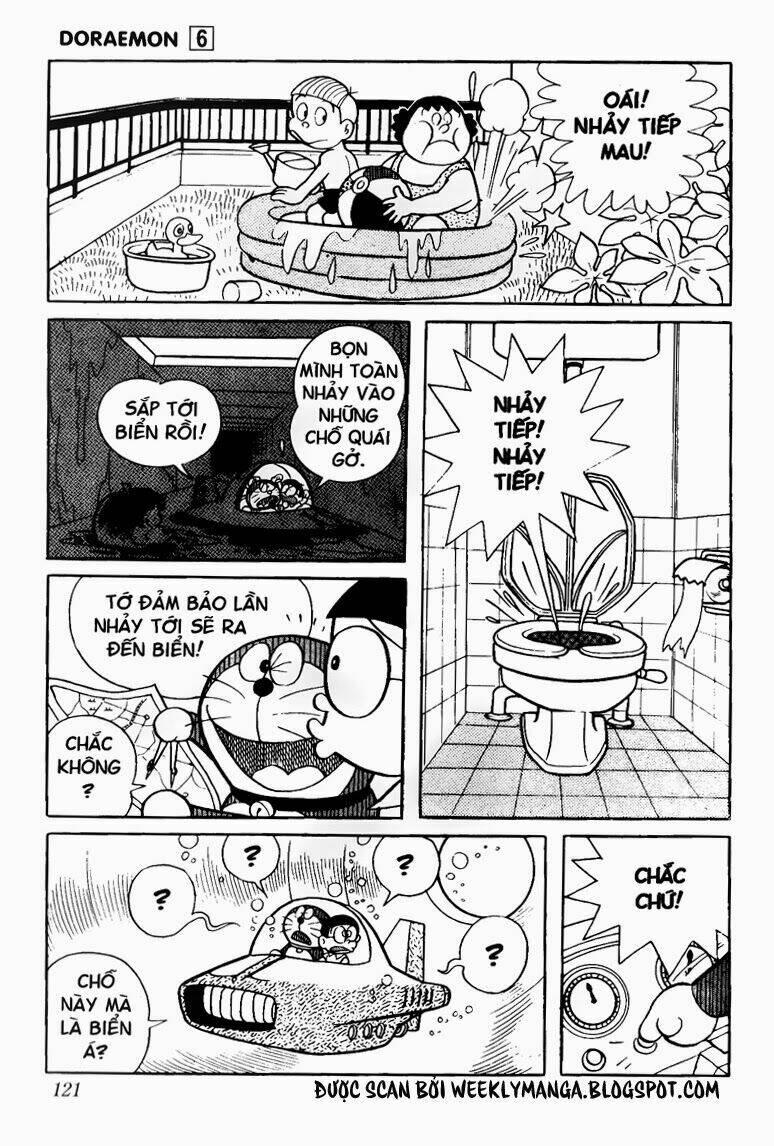 DORAEMON 6
OÁI!
NHẢY TIẾP
MAU!
NHẢY
TIẾP!
NHẢY
TIẾP!
BỌN
MÌNH TOÀN
NHẢY VÀO
NHỮNG
CHỖ QUÁI
GỞ.
SẮP TỚI
BIỂN RỒI!
TỚ ĐẢM BẢO LẦN
NHẢY TỚI SẼ RA
ĐẾN BIỂN!
CHẮC
KHÔNG
?
CHẮC
CHỨ!
?
?
?
?
CHỖ
NÀY MÀ
LÀ BIỂN
Á?
121
ĐƯỢC SCAN BỞI WEEKLYMANGA.BLOGSPOT.COM